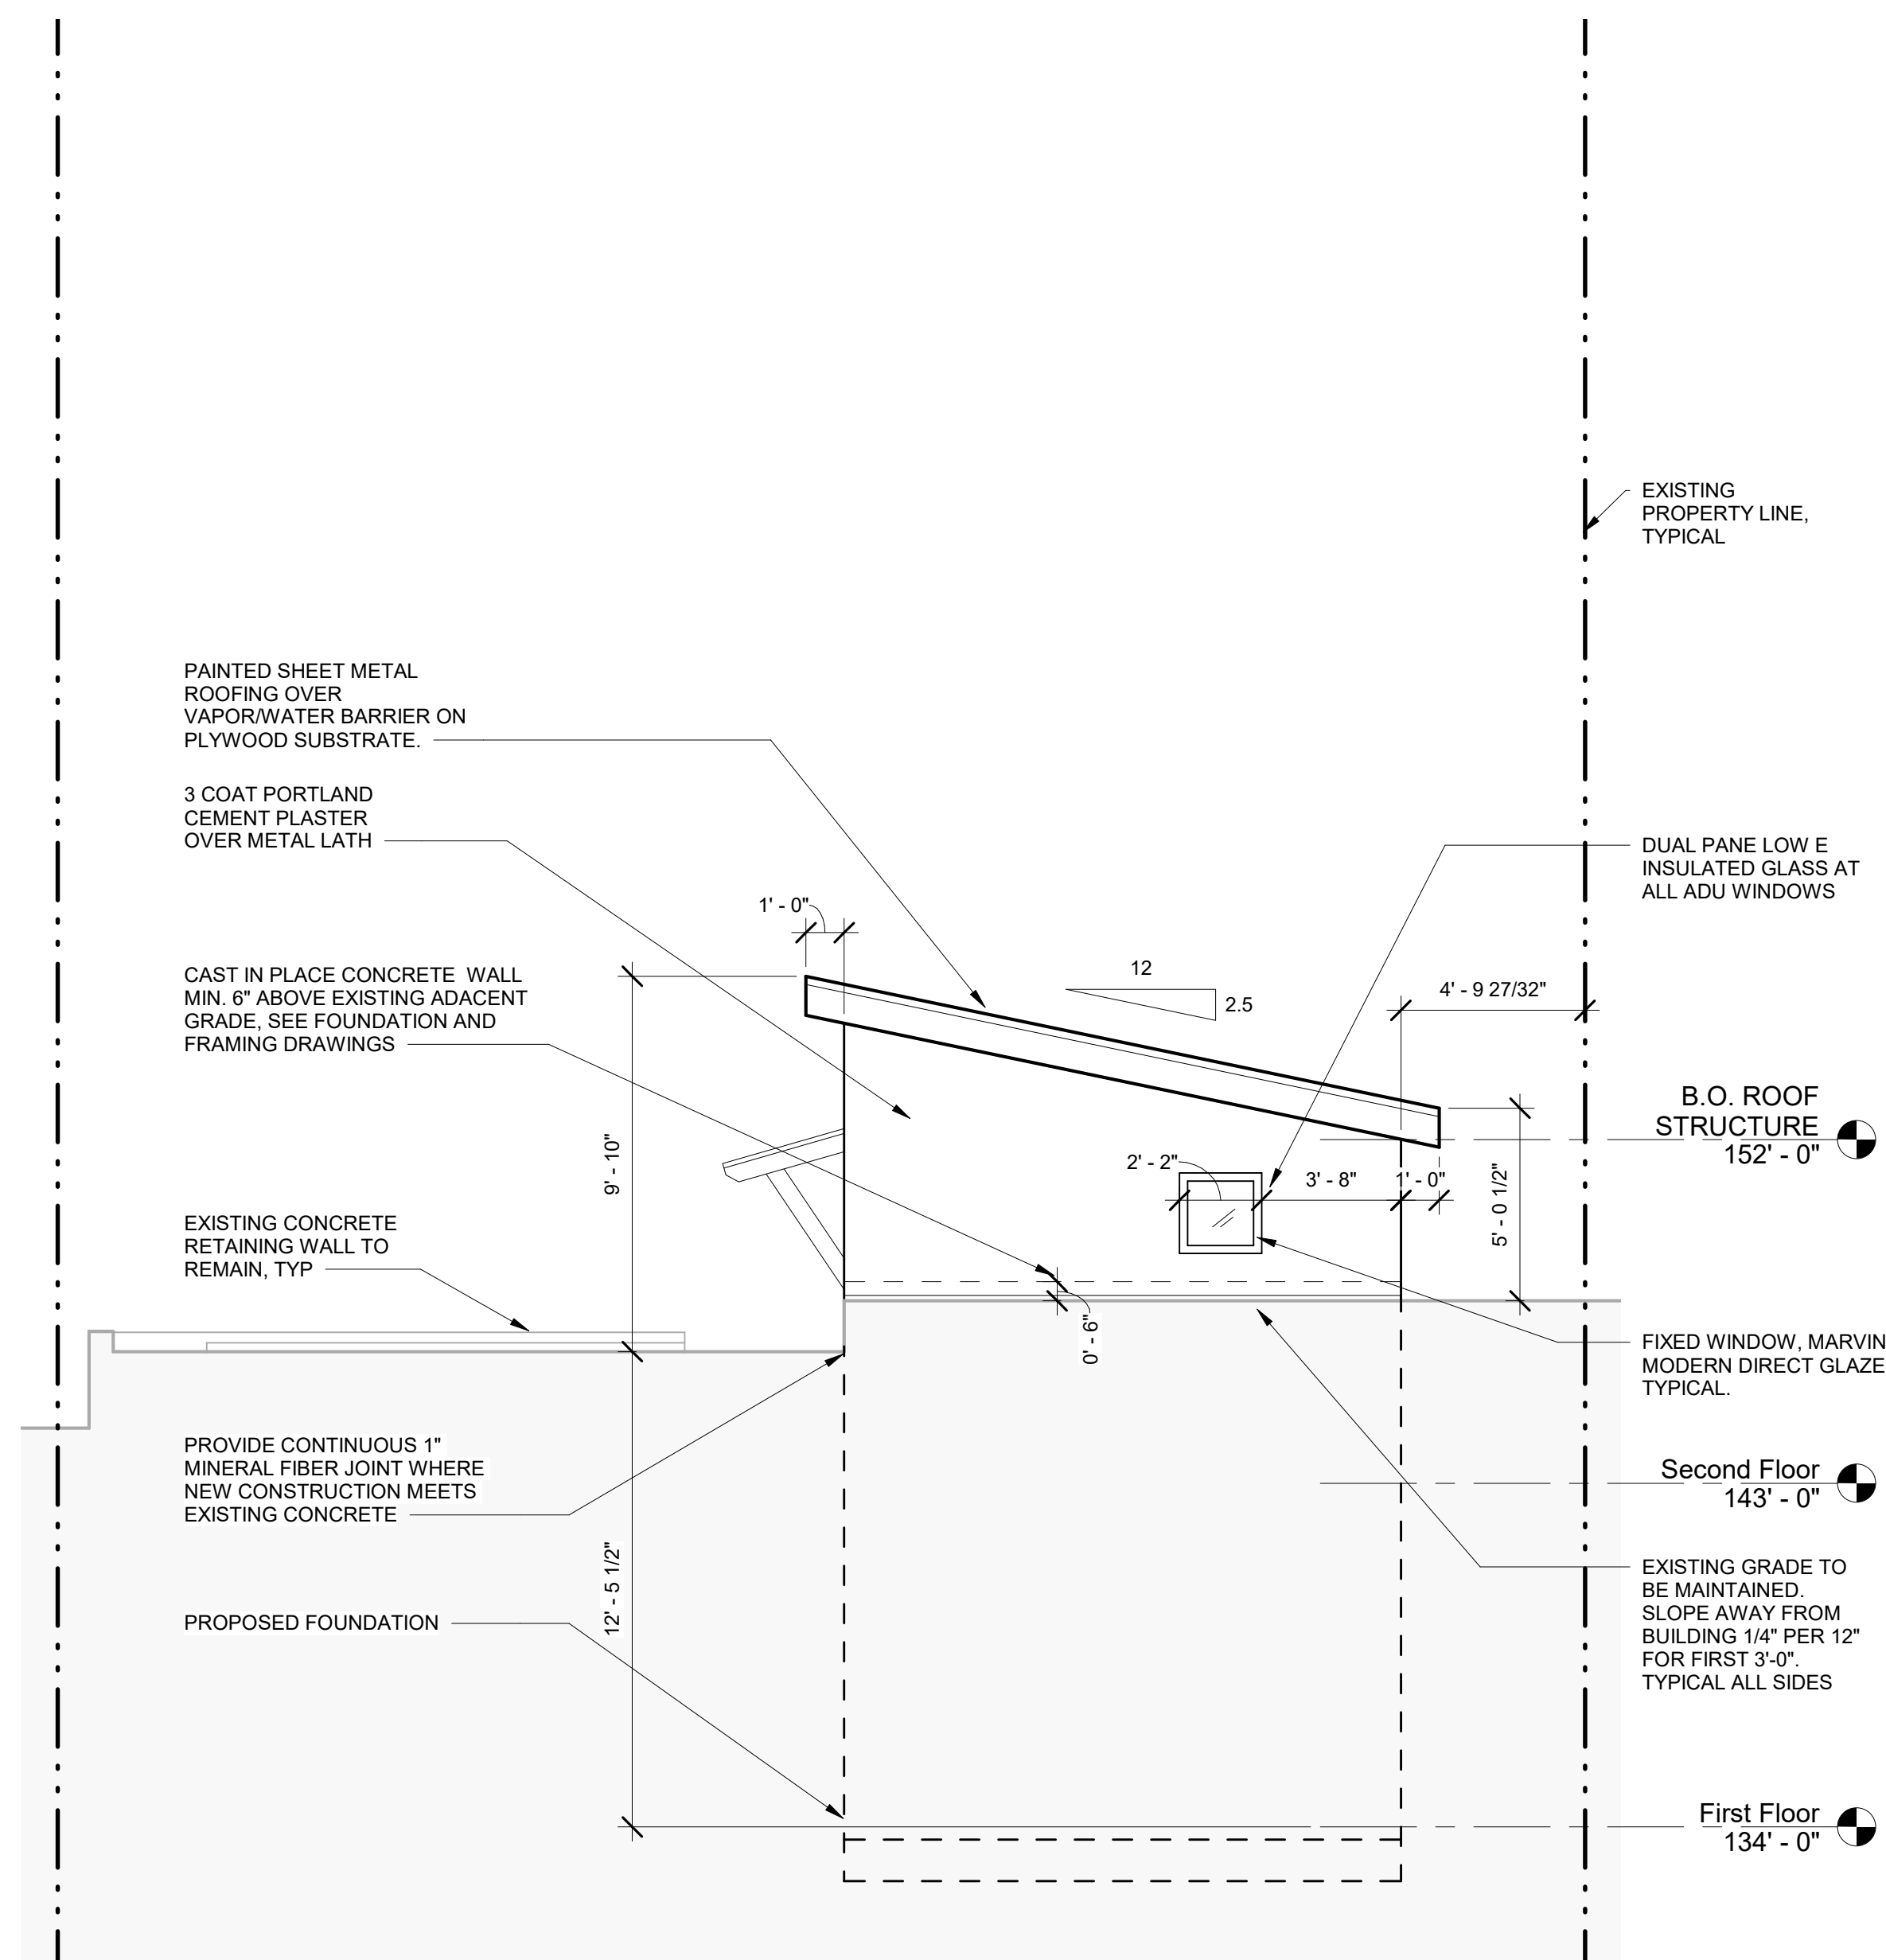 EXISTING
PROPERTY LINE,
TYPICAL
PAINTED SHEET METAL
ROOFING OVER
VAPOR/WATER BARRIER ON
PLYWOOD SUBSTRATE.
3 COAT PORTLAND
CEMENT PLASTER
OVER METAL LATH
DUAL PANE LOW E
INSULATED GLASS AT
ALL ADU WINDOWS
1' - 0"
CAST IN PLACE CONCRETE  WALL
MIN. 6" ABOVE EXISTING ADACENT
GRADE, SEE FOUNDATION AND
FRAMING DRAWINGS
12
2.5
4' - 9 27/32"
B.O. ROOF
STRUCTURE
152' - 0"
9' - 10"
2' - 2"
3' - 8"
1' - 0"
5' - 0 1/2"
EXISTING CONCRETE
RETAINING WALL TO
REMAIN, TYP
0' - 6"
FIXED WINDOW, MARVIN
MODERN DIRECT GLAZE
TYPICAL.
PROVIDE CONTINUOUS 1"
MINERAL FIBER JOINT WHERE
NEW CONSTRUCTION MEETS
EXISTING CONCRETE
Second Floor
143' - 0"
12' - 5 1/2"
EXISTING GRADE TO
BE MAINTAINED.
SLOPE AWAY FROM
BUILDING 1/4" PER 12"
FOR FIRST 3'-0".
TYPICAL ALL SIDES
PROPOSED FOUNDATION
First Floor
134' - 0"